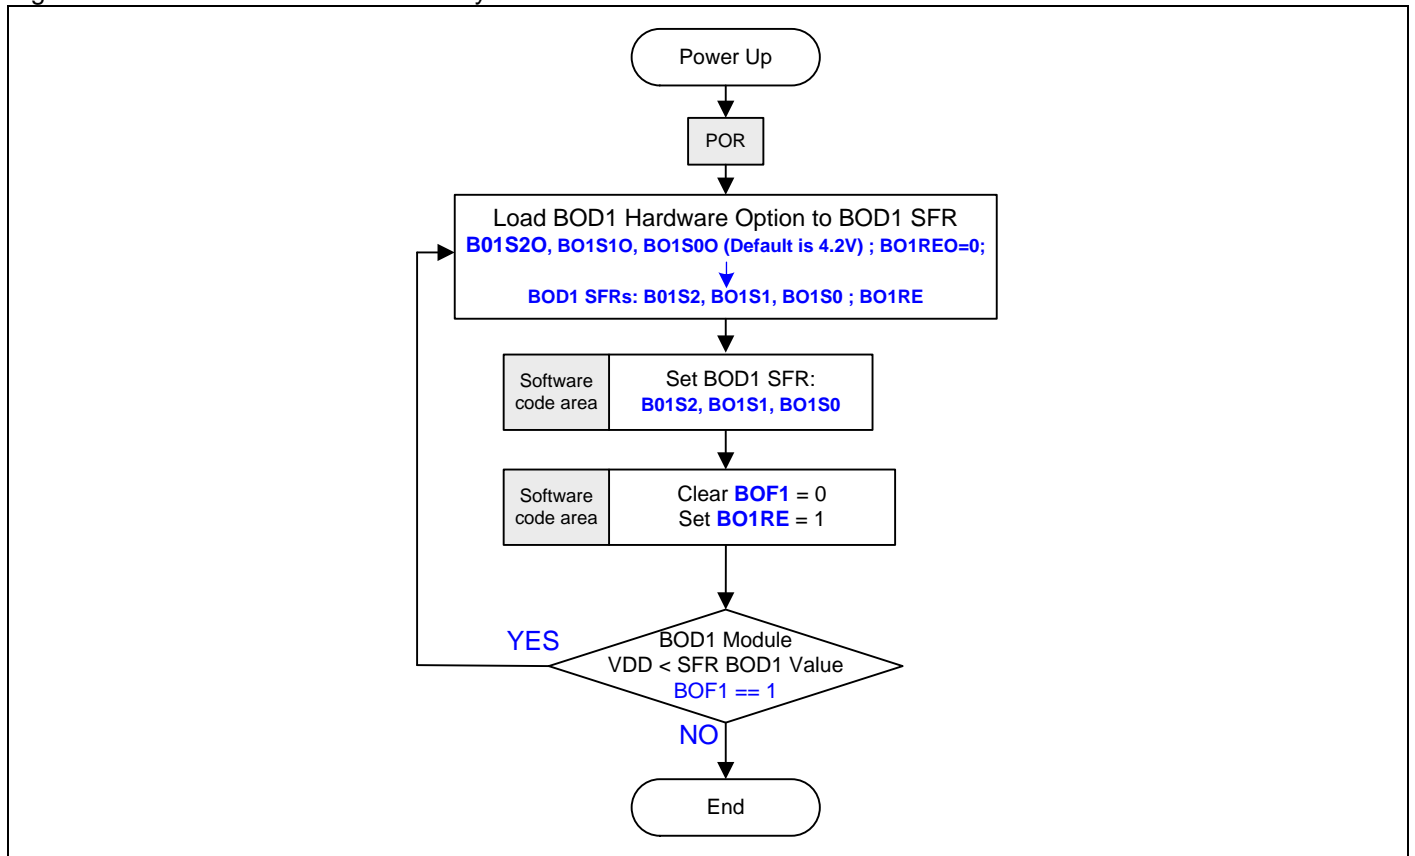 Power Up
POR
Load BOD1 Hardware Option to BOD1 SFR
B01S2O, BO1S1O, BO1S0O (Default is 4.2V) ; BO1REO=0;
BOD1 SFRs: B01S2, BO1S1, BO1S0 ; BO1RE
Software
code area
Set BOD1 SFR:
B01S2, BO1S1, BO1S0
Software
code area
Clear BOF1 = 0
Set BO1RE = 1
YES
BOD1 Module
VDD < SFR BOD1 Value
BOF1 == 1
NO
End